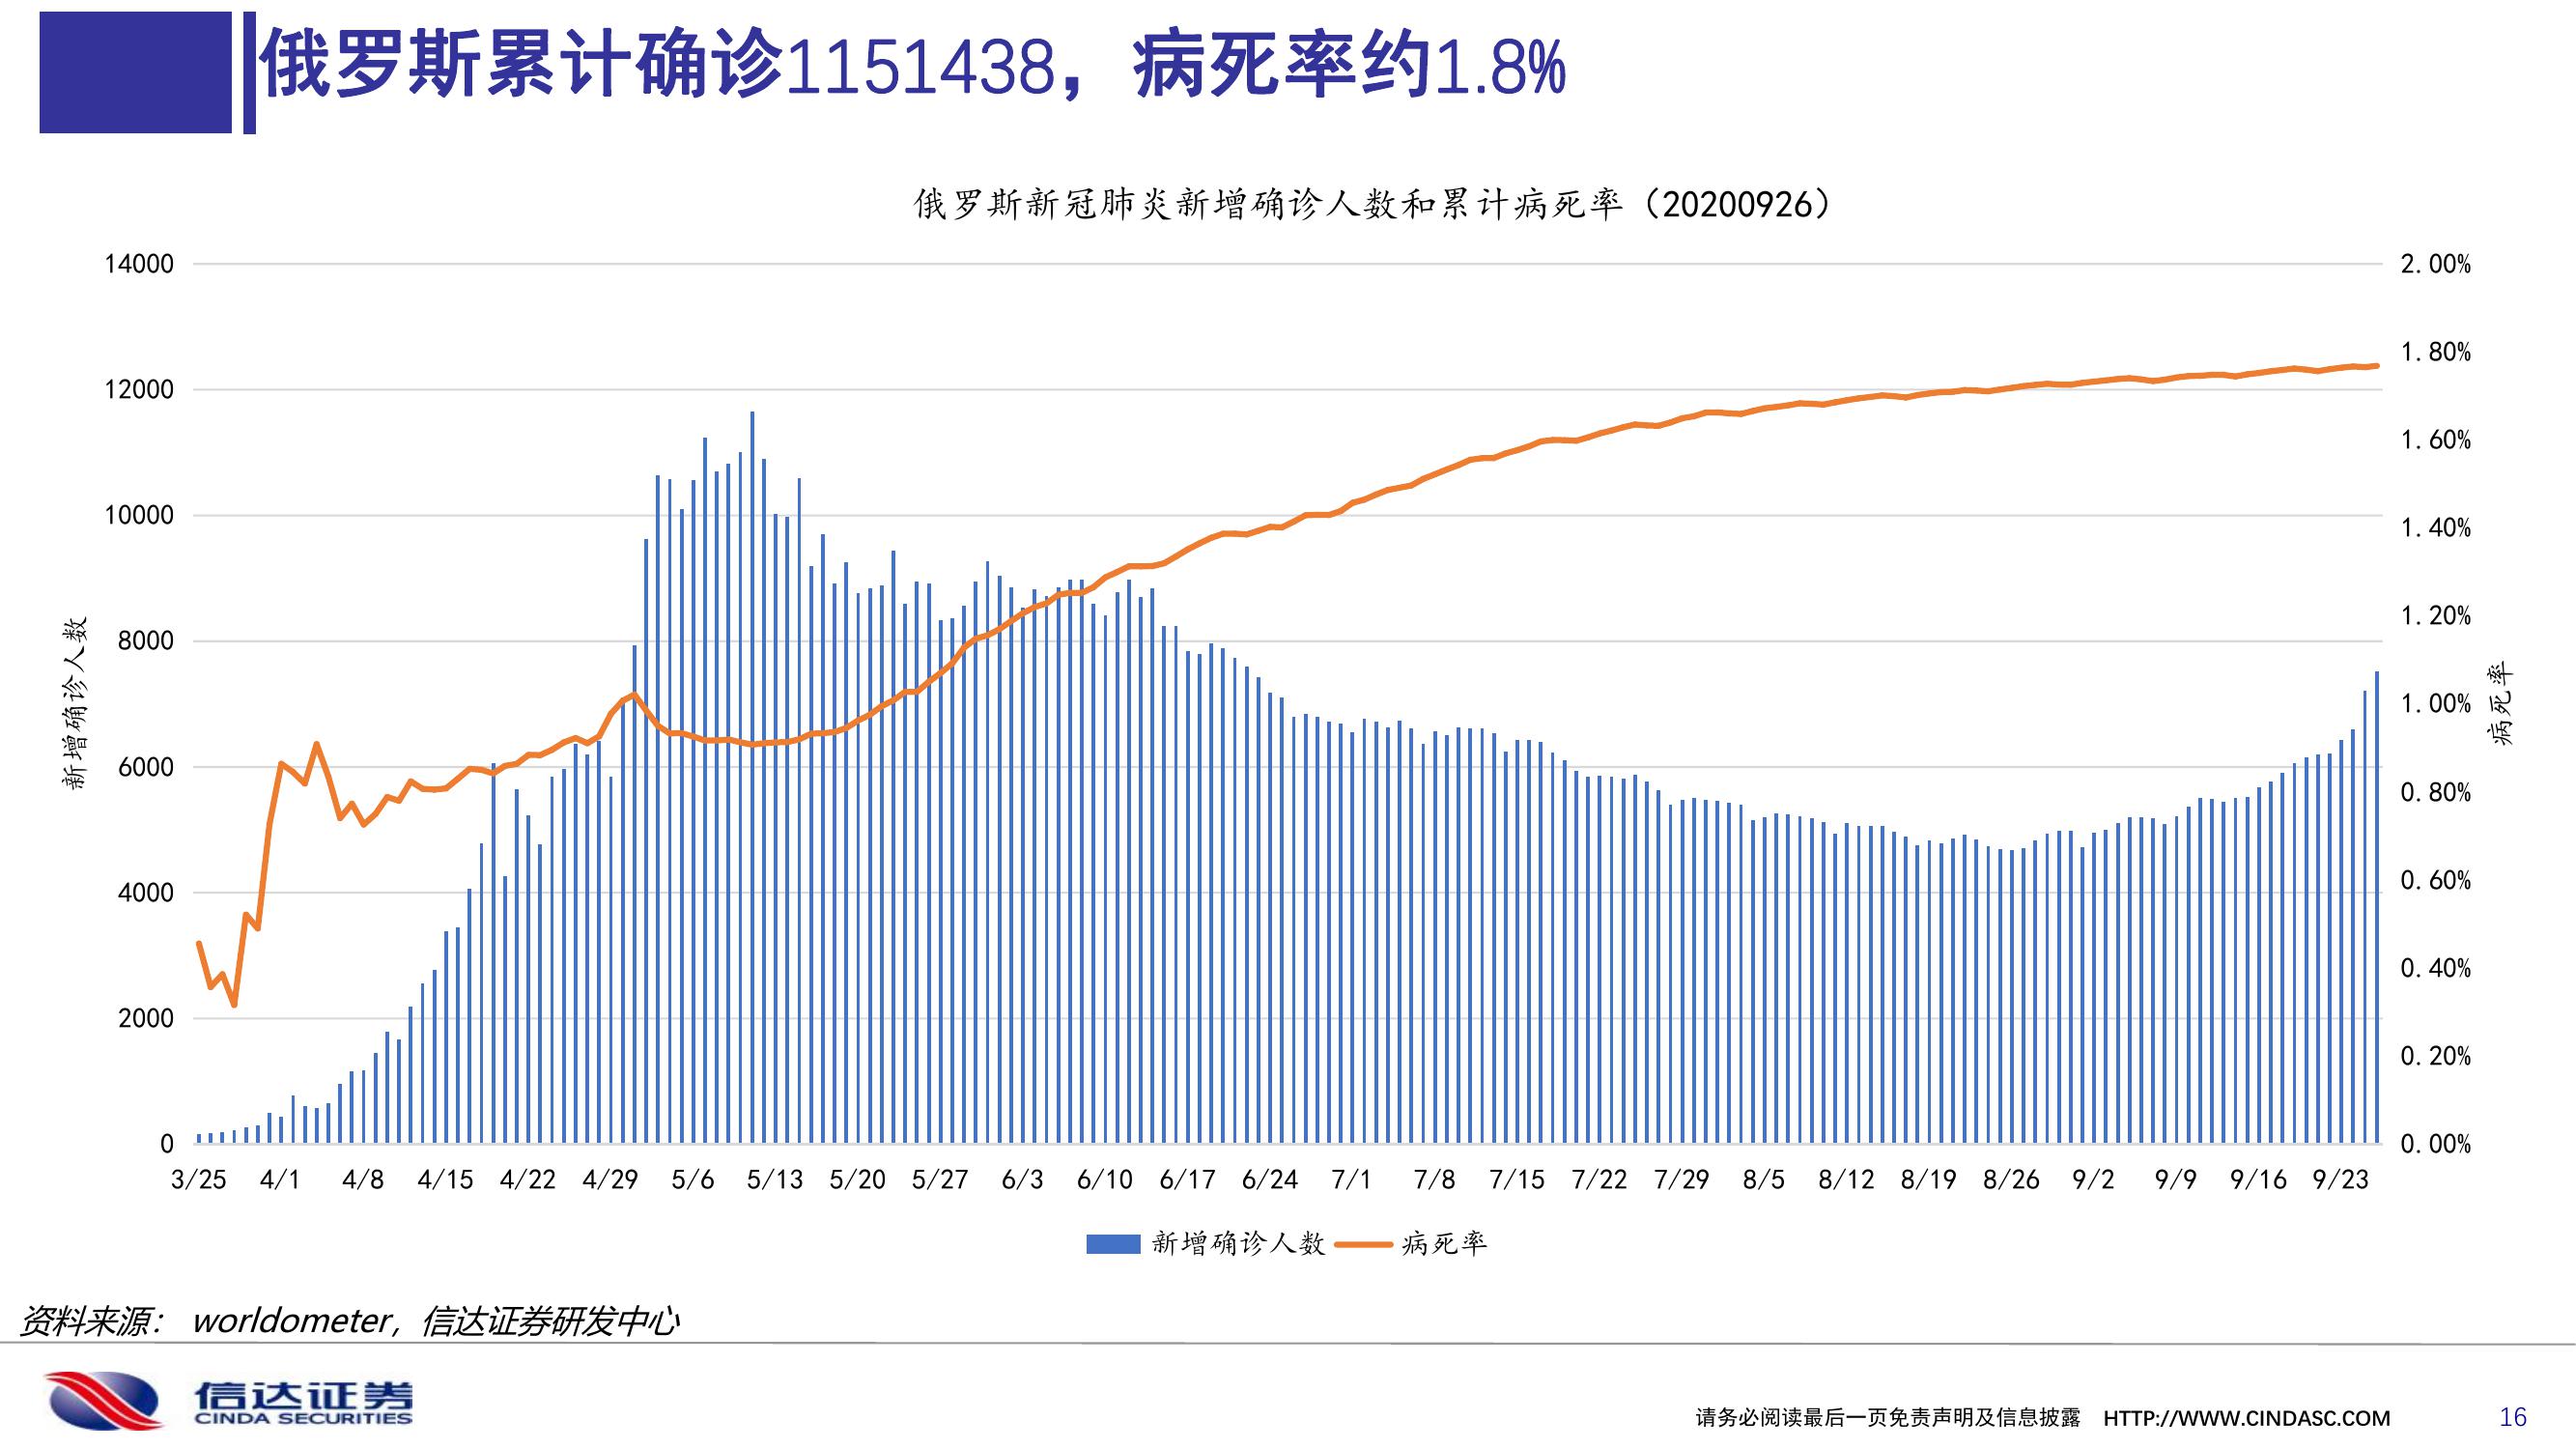 俄罗斯累计确诊1151438，病死率约1.8%
俄罗斯新冠肺炎新增确诊人数和累计病死率（20200926）
14000
12000
10000
8000
6000
4000
2000
0
新增确诊人数
2.00%
1.80%
1.60%
1.40%
1.20%
1.00%
0.80%
0.60%
0.40%
0.20%
0.00%
病死率
3/25 4/1 4/8 4/15 4/22 4/29 5/6 5/13 5/20 5/27 6/3 6/10 6/17 6/24 7/1 7/8 7/15 7/22 7/29 8/5 8/12 8/19 8/26 9/2 9/9 9/16 9/23
新增确诊人数 病死率
资料来源： worldometer，信达证券研发中心
信达证券
CINDA SECURITIES
请务必阅读最后一页免责声明及信息披露 HTTP://WWW.CINDASC.COM 16